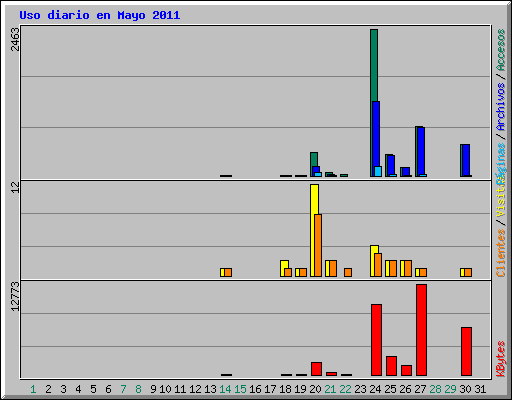 Uso diario en Mayo 2011
2463
12
12773
Páginas / Archivos / Accesos
Clientes / Visitas
KBytes
1 2 3 4 5 6 7 8 9 10 11 12 13 14 15 16 17 18 19 20 21 22 23 24 25 26 27 28 29 30 31